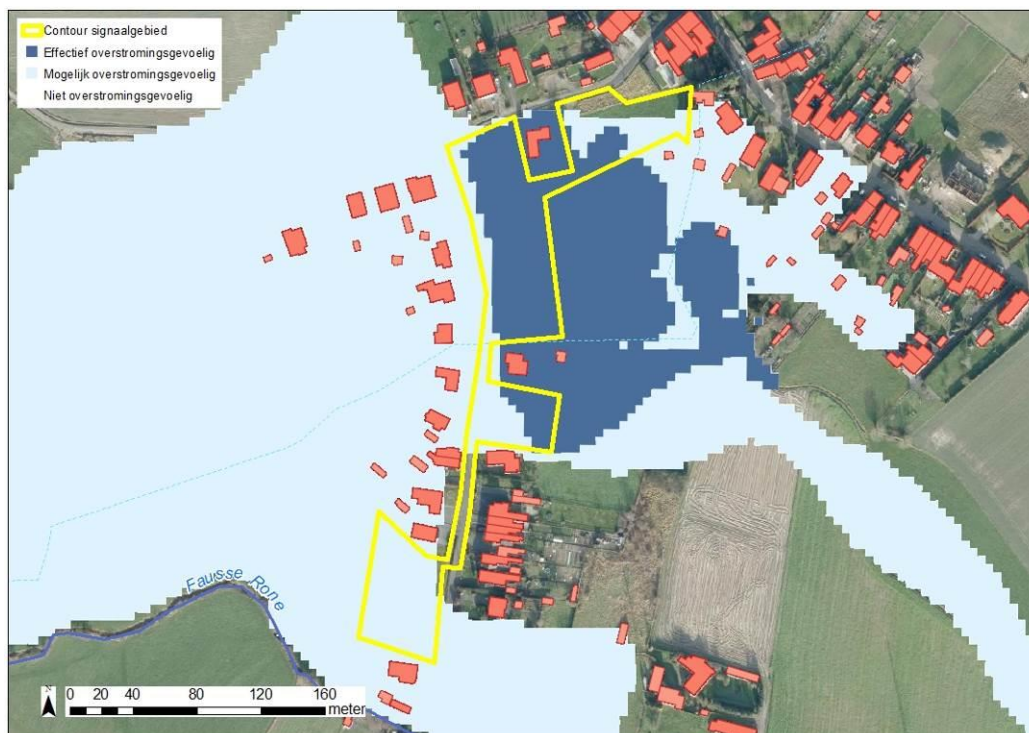 Contour signaalgebied
Effectief overstromingsgevoelig
Mogelijk overstromingsgevoelig
Niet overstromingsgevoelig
Fausse Rone
N
0 20 40 80 120 160
meter